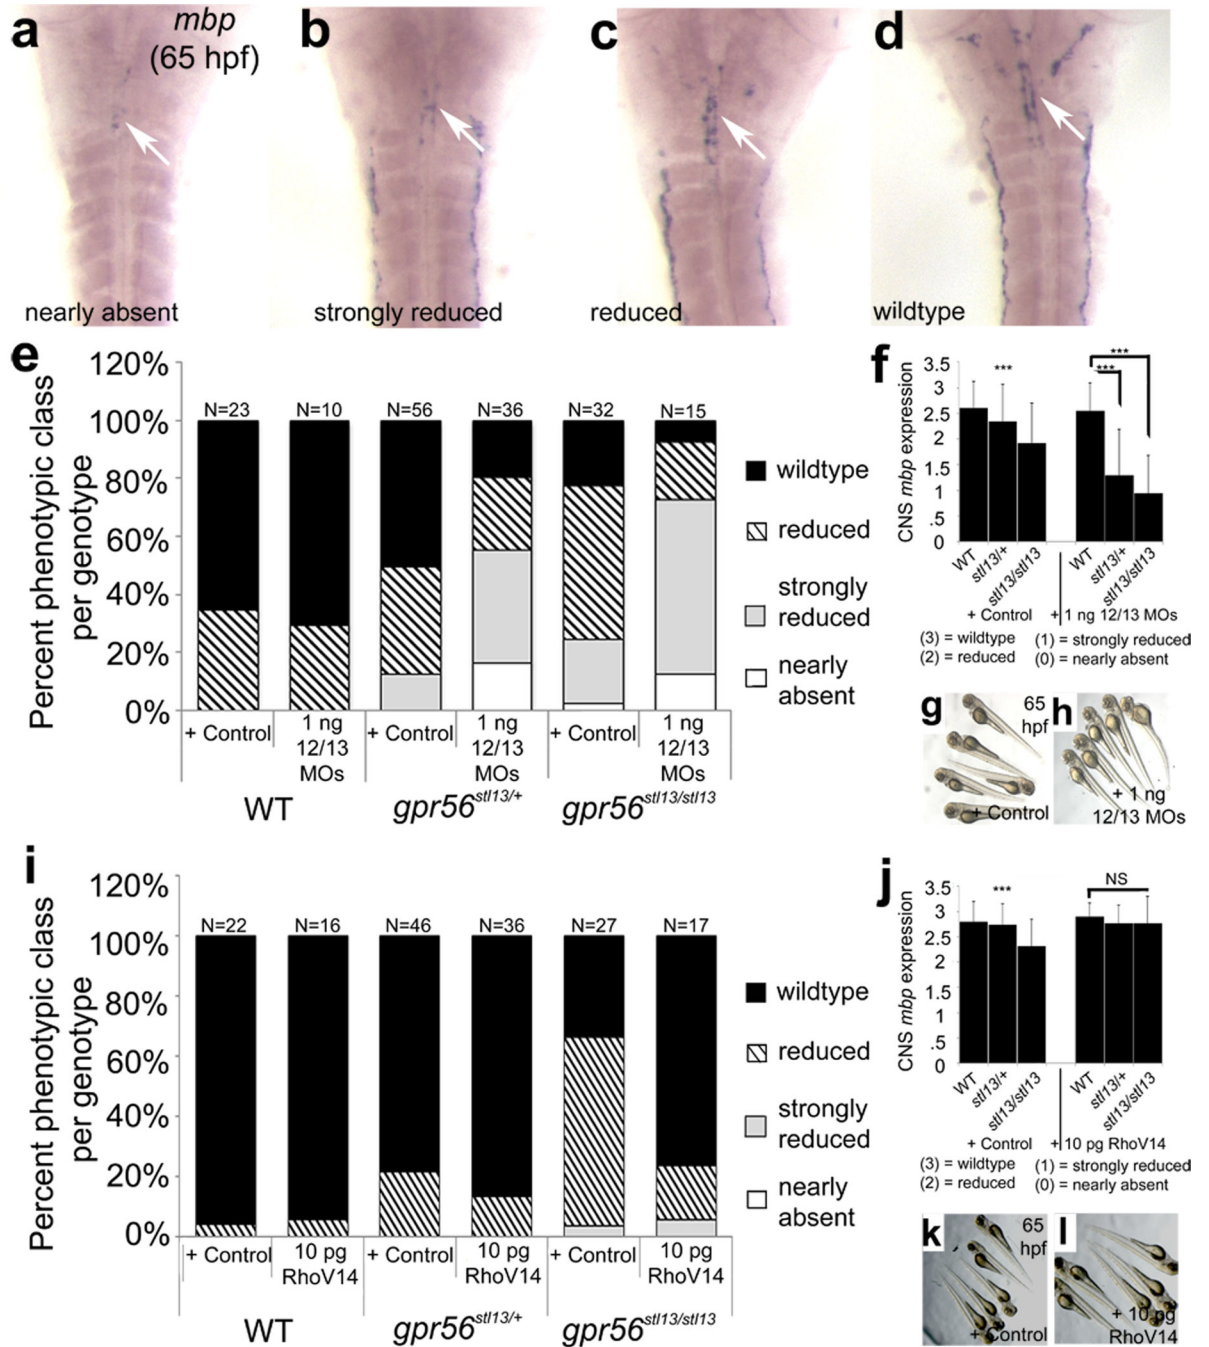 a
mbp
(65 hpf)
nearly absent
b
strongly reduced
c
reduced
d
wildtype
e
Percent phenotypic class
per genotype
120%
100%
80%
60%
40%
20%
0%
N=23
N=10
N=56
N=36
N=32
N=15
+ Control
1 ng
12/13
MOs
+ Control
1 ng
12/13
MOs
+ Control
1 ng
12/13
MOs
WT
gpr56stl13/+
gpr56stl13/stl13
wildtype
reduced
strongly
reduced
nearly
absent
f
CNS mbp expression
3.5
3
2.5
2
1.5
1
.5
0
***
***
***
WT
stl13/+
stl13/stl13
WT
stl13/+
stl13/stl13
+ Control
+ 1 ng 12/13 MOs
(3) = wildtype
(1) = strongly reduced
(2) = reduced
(0) = nearly absent
g
65
hpf
+ Control
h
+ 1 ng
12/13 MOs
i
Percent phenotypic class
per genotype
120%
100%
80%
60%
40%
20%
0%
N=22
N=16
N=46
N=36
N=27
N=17
+ Control
10 pg
RhoV14
+ Control
10 pg
RhoV14
+ Control
10 pg
RhoV14
WT
gpr56stl13/+
gpr56stl13/stl13
wildtype
reduced
strongly
reduced
nearly
absent
j
CNS mbp expression
3.5
3
2.5
2
1.5
1
.5
0
***
NS
WT
stl13/+
stl13/stl13
WT
stl13/+
stl13/stl13
+ Control
+ 10 pg RhoV14
(3) = wildtype
(1) = strongly reduced
(2) = reduced
(0) = nearly absent
k
65
hpf
+ Control
l
+ 10 pg
RhoV14